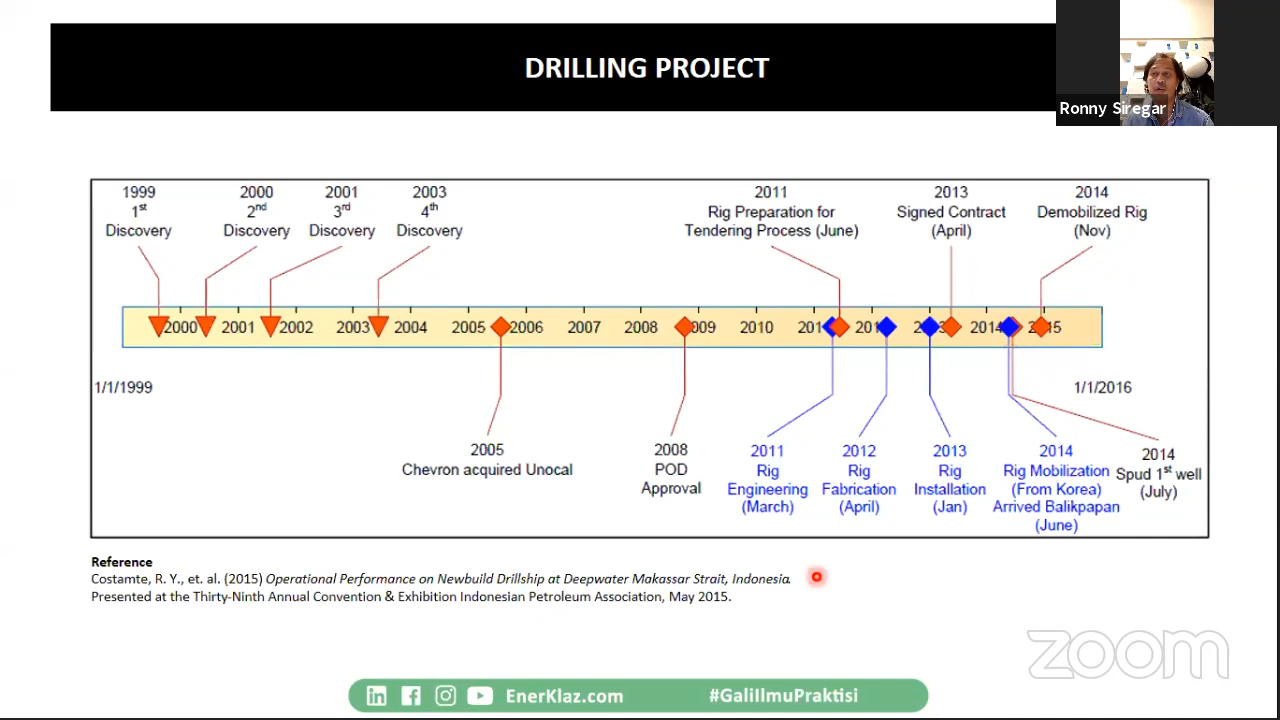 DRILLING PROJECT
Ronny Siregar
1999
1st
Discovery
2000
2nd
Discovery
2001
3rd
Discovery
2003
4th
Discovery
2011
Rig Preparation for
Tendering Process (June)
2013
Signed Contract
(April)
2014
Demobilized Rig
(Nov)
2000 2001 2002 2003 2004 2005 2006 2007 2008 2010 2014
1/1/1999
1/1/2016
2005
Chevron acquired Unocal
2008
POD
Approval
2011
Rig
Engineering
(March)
2012
Rig
Fabrication
(April)
2013
Rig
Installation
(Jan)
2014
Rig Mobilization
(From Korea)
Arrived Balikpapan
(June)
2014
Spud 1st well
(July)
Reference
Costamte, R. Y., et. al. (2015) Operational Performance on Newbuild Drillship at Deepwater Makassar Strait, Indonesia.
Presented at the Thirty-Ninth Annual Convention & Exhibition Indonesian Petroleum Association, May 2015.
zoom
EnerKlaz.com #GaliIlmuPraktisi